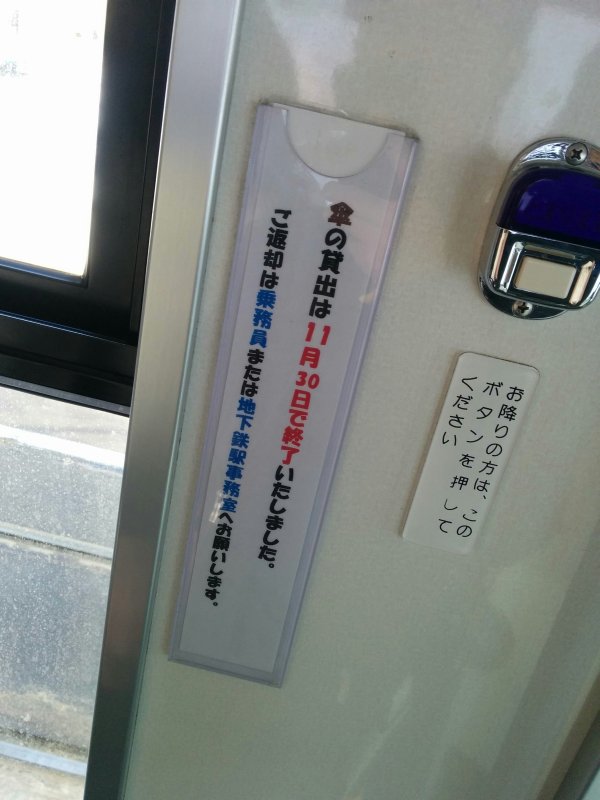 傘の貸出は11月30日で終了いたしました。
ご返却は乗務員または地下鉄駅事務室へお願いします。
お降りの方は、この
ボタンを押して
ください